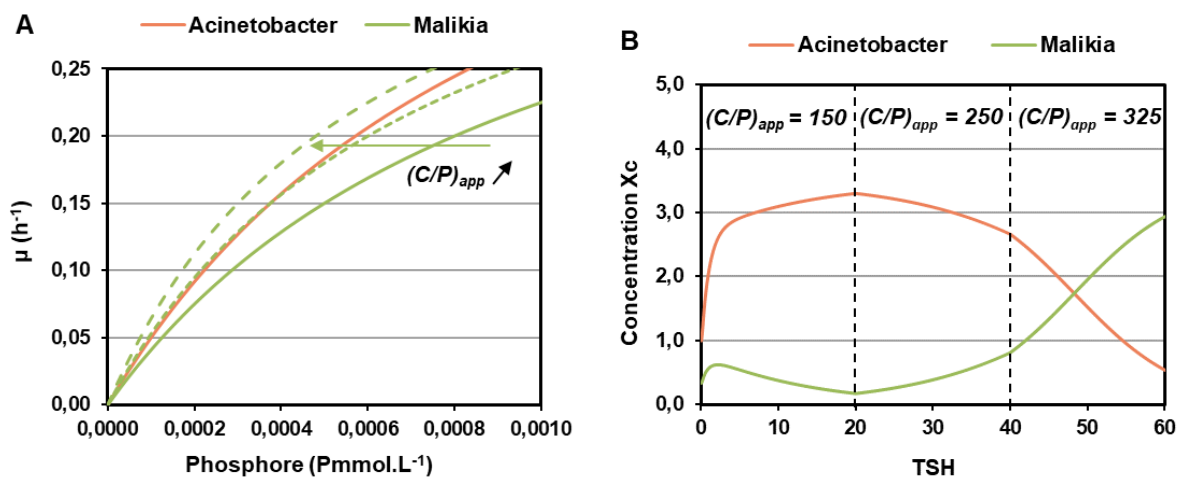 A
Acinetobacter Malikia
0,25
0,20
0,15
0,10
0,05
0,00
µ (h-1)
(C/P)app ↗
0,0000 0,0002 0,0004 0,0006 0,0008 0,0010
Phosphore (Pmmol.L-1)
B
Acinetobacter Malikia
5,0
4,0
3,0
2,0
1,0
0,0
Concentration Xc
(C/P)app = 150 (C/P)app = 250 (C/P)app = 325
0 10 20 30 40 50 60
TSH